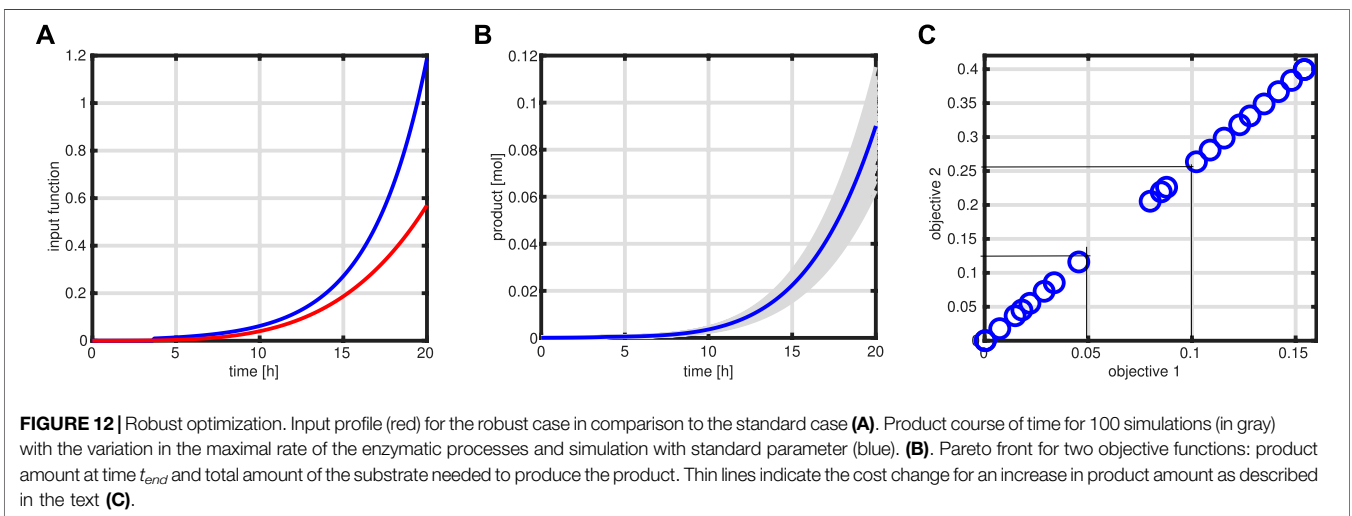 A
B
C
1.2
1
0.8
0.6
0.4
0.2
0
input function
0
5
10
15
20
time [h]
0.12
0.1
0.08
0.06
0.04
0.02
0
product [mol]
0
5
10
15
20
time [h]
0.4
0.35
0.3
0.25
0.2
0.15
0.1
0.05
0
objective 2
0
0.05
0.1
0.15
objective 1
FIGURE 12 | Robust optimization. Input profile (red) for the robust case in comparison to the standard case (A). Product course of time for 100 simulations (in gray)
with the variation in the maximal rate of the enzymatic processes and simulation with standard parameter (blue). (B). Pareto front for two objective functions: product
amount at time tend and total amount of the substrate needed to produce the product. Thin lines indicate the cost change for an increase in product amount as described
in the text (C).